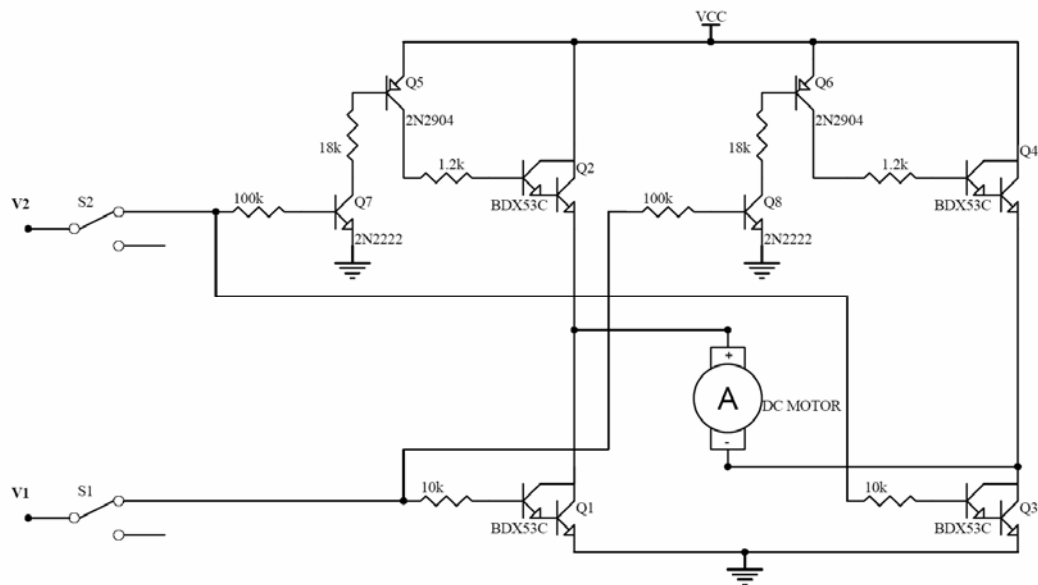 VCC
Q5
Q6
2N2904
2N2904
18k
18k
Q4
1.2k
1.2k
Q2
BDX53C
BDX53C
V2
S2
100k
Q7
100k
Q8
2N2222
2N2222
+
A
DC MOTOR
-
V1
S1
10k
10k
Q1
Q3
BDX53C
BDX53C